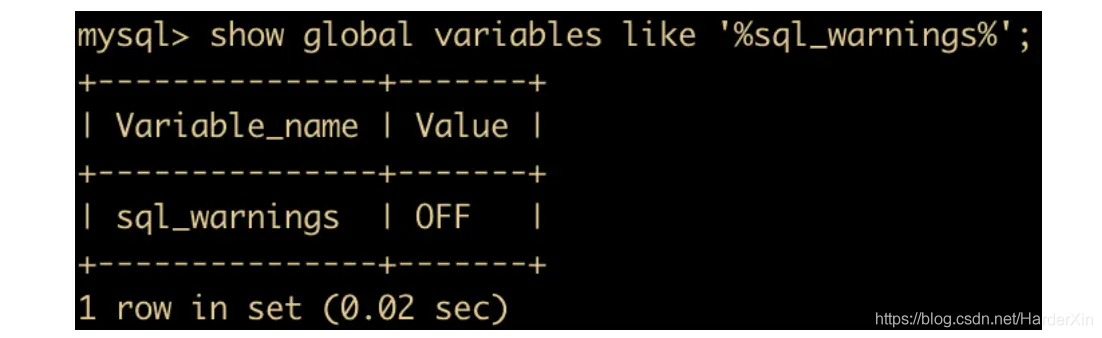 mysql> show global variables like '%sql_warnings%';
+---------------+-------+
| Variable_name | Value |
+---------------+-------+
| sql_warnings  | OFF   |
+---------------+-------+
1 row in set (0.02 sec)
https://blog.csdn.net/HarderXin